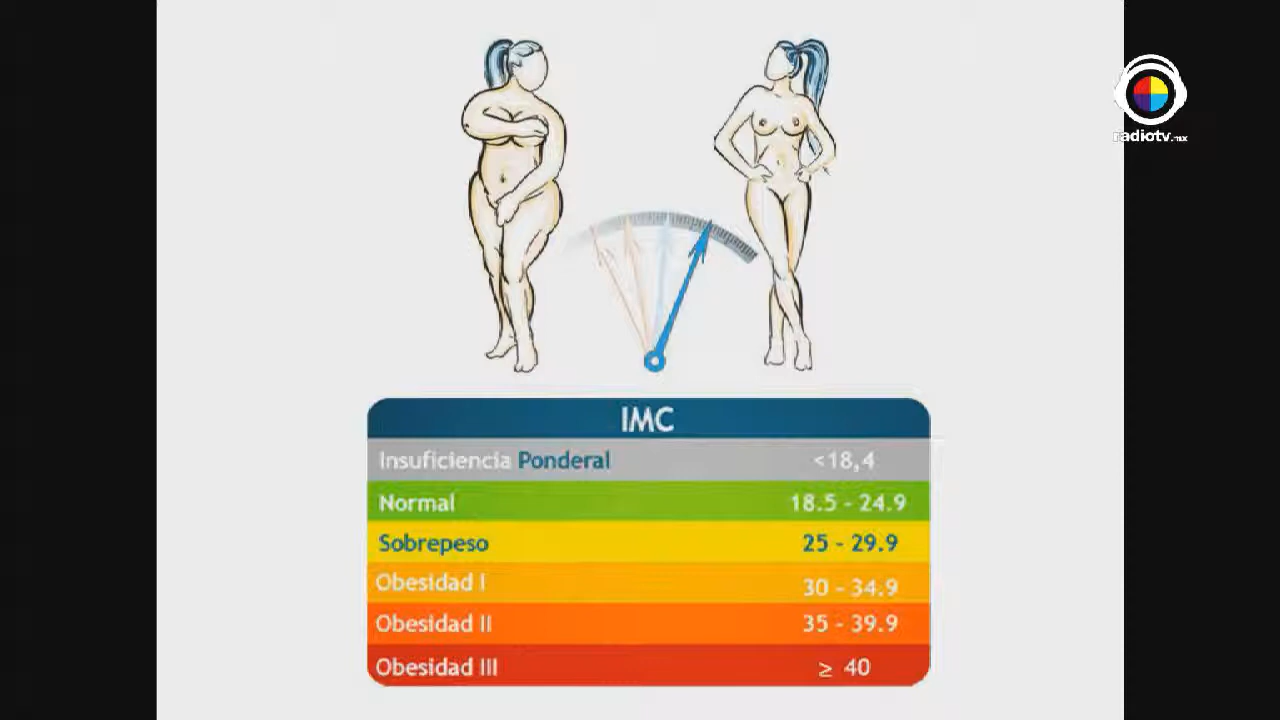 radiotv.mx
IMC
Insuficiencia Ponderal <18,4
Normal 18.5 - 24.9
Sobrepeso 25 - 29.9
Obesidad I 30 - 34.9
Obesidad II 35 - 39.9
Obesidad III ≥ 40